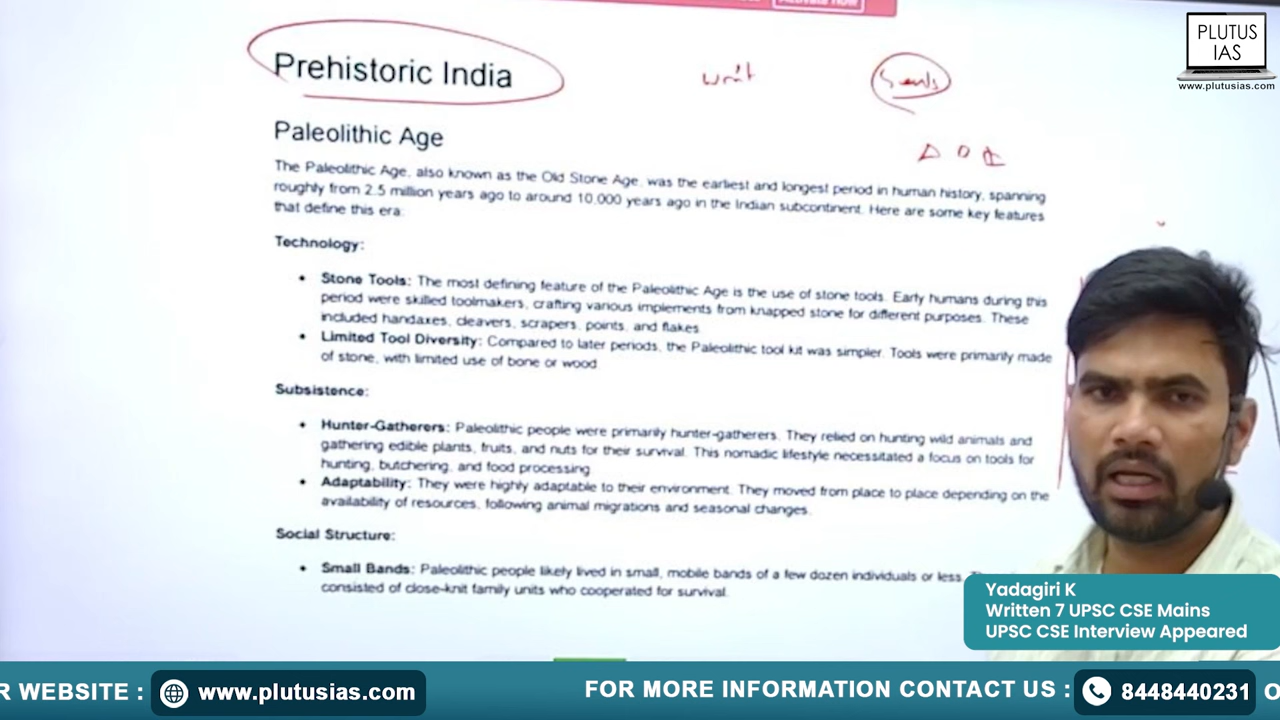 PLUTUS
IAS
www.plutusias.com
Prehistoric India
writ
Paleolithic Age
The Paleolithic Age, also known as the Old Stone Age, was the earliest and longest period in human history, spanning
roughly from 2.5 million years ago to around 10,000 years ago in the Indian subcontinent. Here are some key features
that define this era:
Technology:
• Stone Tools: The most defining feature of the Paleolithic Age is the use of stone tools. Early humans during this
period were skilled toolmakers, crafting various implements from knapped stone for different purposes. These
included handaxes, cleavers, scrapers, points, and flakes.
• Limited Tool Diversity: Compared to later periods, the Paleolithic tool kit was simpler. Tools were primarily made
of stone, with limited use of bone or wood.
Subsistence:
• Hunter-Gatherers: Paleolithic people were primarily hunter-gatherers. They relied on hunting wild animals and
gathering edible plants, fruits, and nuts for their survival. This nomadic lifestyle necessitated a focus on tools for
hunting, butchering, and food processing.
• Adaptability: They were highly adaptable to their environment. They moved from place to place depending on the
availability of resources, following animal migrations and seasonal changes.
Social Structure:
• Small Bands: Paleolithic people likely lived in small, mobile bands of a few dozen individuals or less.
consisted of close-knit family units who cooperated for survival.
Yadagiri K
Written 7 UPSC CSE Mains
UPSC CSE Interview Appeared
R WEBSITE : www.plutusias.com FOR MORE INFORMATION CONTACT US : 8448440231 O